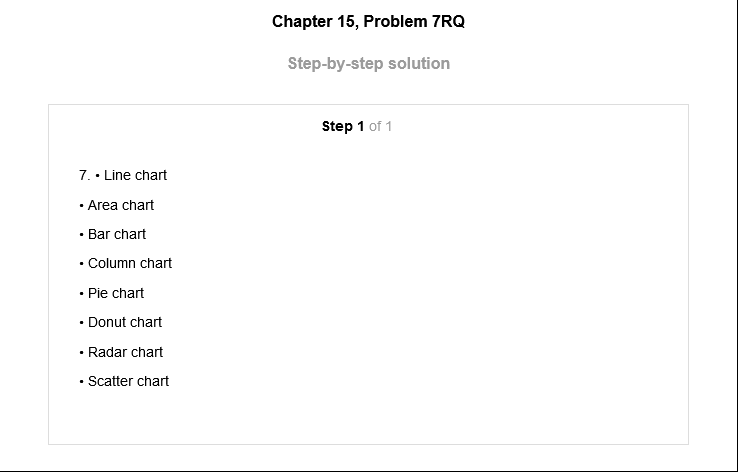 Chapter 15, Problem 7RQ
Step-by-step solution
Step 1 of 1
7. • Line chart
• Area chart
• Bar chart
• Column chart
• Pie chart
• Donut chart
• Radar chart
• Scatter chart